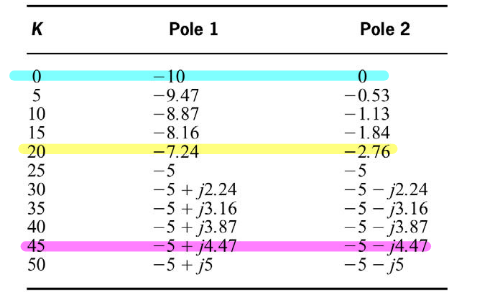 K Pole 1 Pole 2
0 −10 0
5 −9.47 −0.53
10 −8.87 −1.13
15 −8.16 −1.84
20 −7.24 −2.76
25 −5 −5
30 −5 + j2.24 −5 − j2.24
35 −5 + j3.16 −5 − j3.16
40 −5 + j3.87 −5 − j3.87
45 −5 + j4.47 −5 − j4.47
50 −5 + j5 −5 − j5